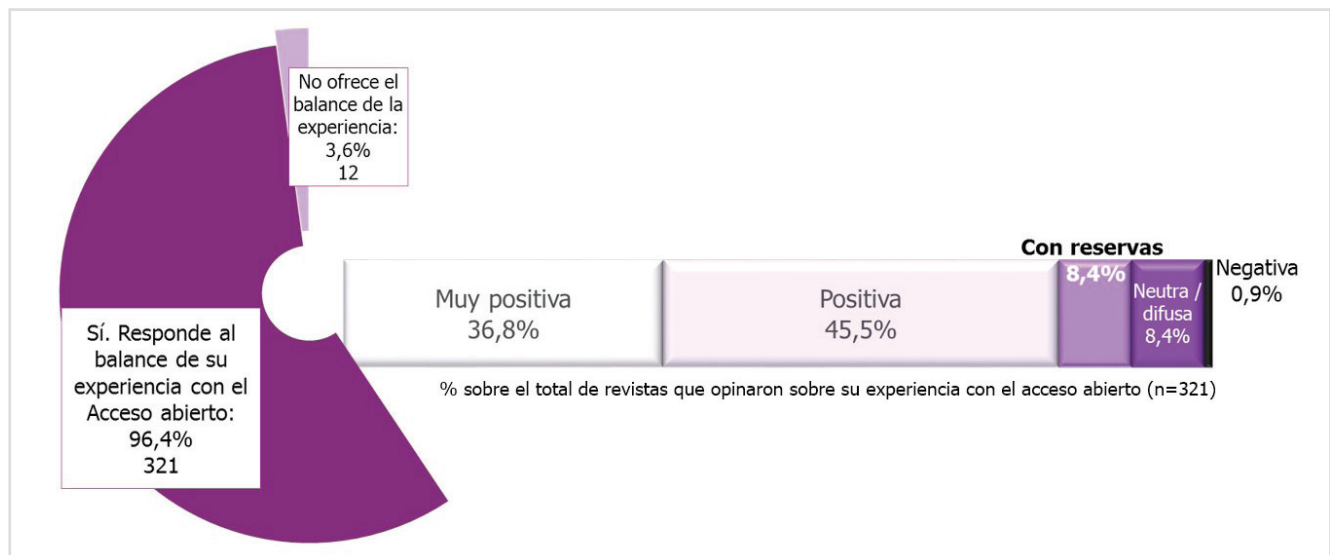 No ofrece el
balance de la
experiencia:
3,6%
12
Sí. Responde al
balance de su
experiencia con el
Acceso abierto:
96,4%
321
Muy positiva
36,8%
Positiva
45,5%
Con reservas
8,4%
Neutra /
difusa
8,4%
Negativa
0,9%
% sobre el total de revistas que opinaron sobre su experiencia con el acceso abierto (n=321)